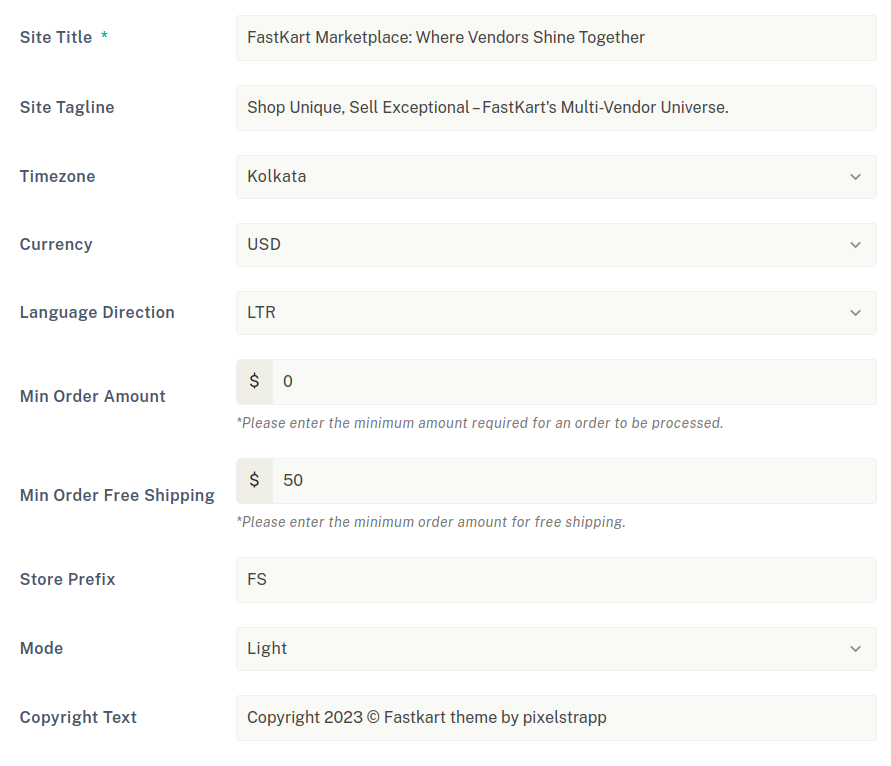 Site Title *
FastKart Marketplace: Where Vendors Shine Together
Site Tagline
Shop Unique, Sell Exceptional – FastKart's Multi-Vendor Universe.
Timezone
Kolkata
Currency
USD
Language Direction
LTR
Min Order Amount
$ 0
*Please enter the minimum amount required for an order to be processed.
Min Order Free Shipping
$ 50
*Please enter the minimum order amount for free shipping.
Store Prefix
FS
Mode
Light
Copyright Text
Copyright 2023 © Fastkart theme by pixelstrapp